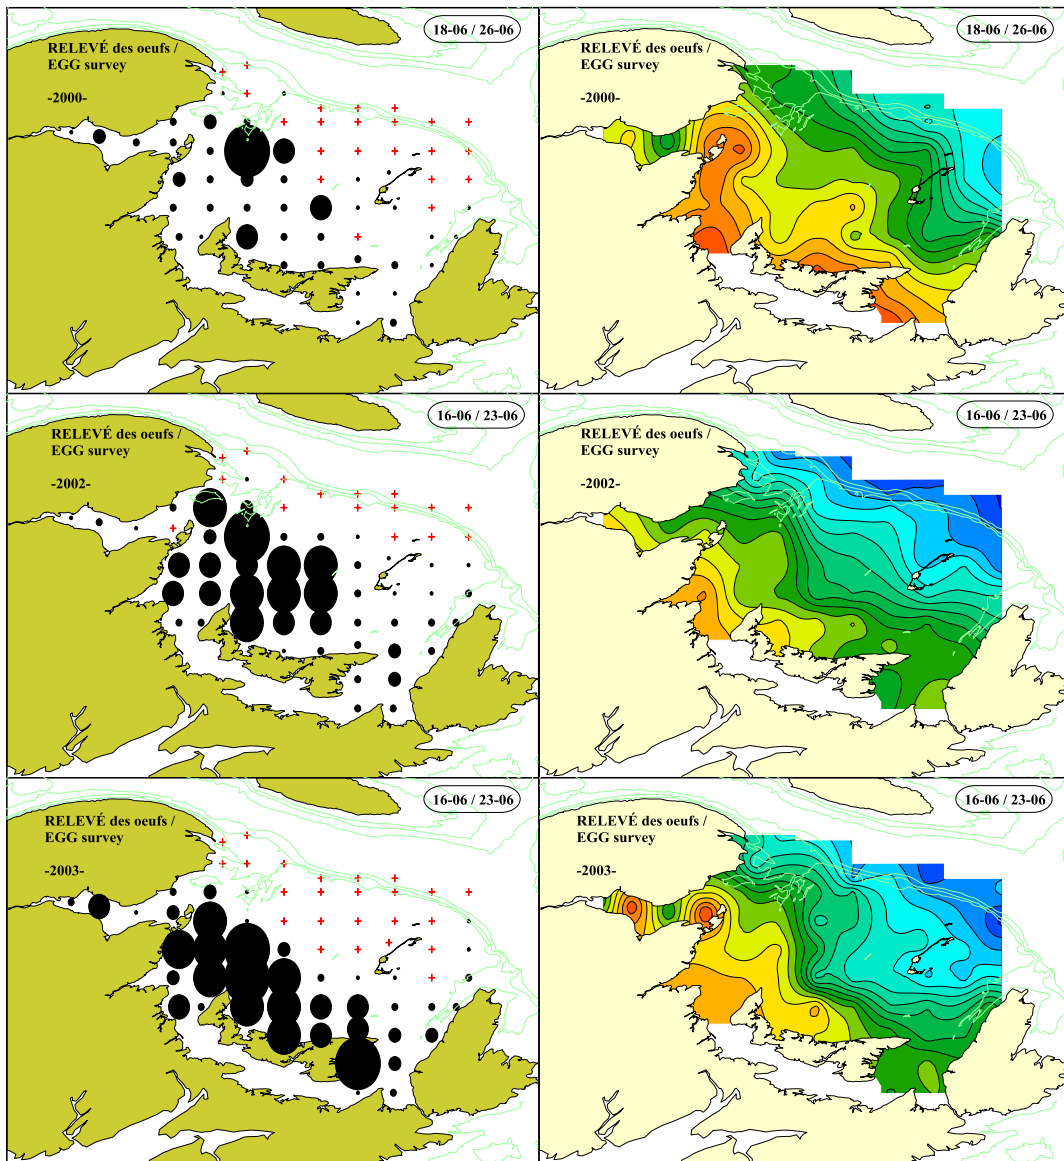 18-06 / 26-06
RELEVÉ des oeufs /
EGG survey
-2000-
18-06 / 26-06
RELEVÉ des oeufs /
EGG survey
-2000-
16-06 / 23-06
RELEVÉ des oeufs /
EGG survey
-2002-
16-06 / 23-06
RELEVÉ des oeufs /
EGG survey
-2002-
16-06 / 23-06
RELEVÉ des oeufs /
EGG survey
-2003-
16-06 / 23-06
RELEVÉ des oeufs /
EGG survey
-2003-